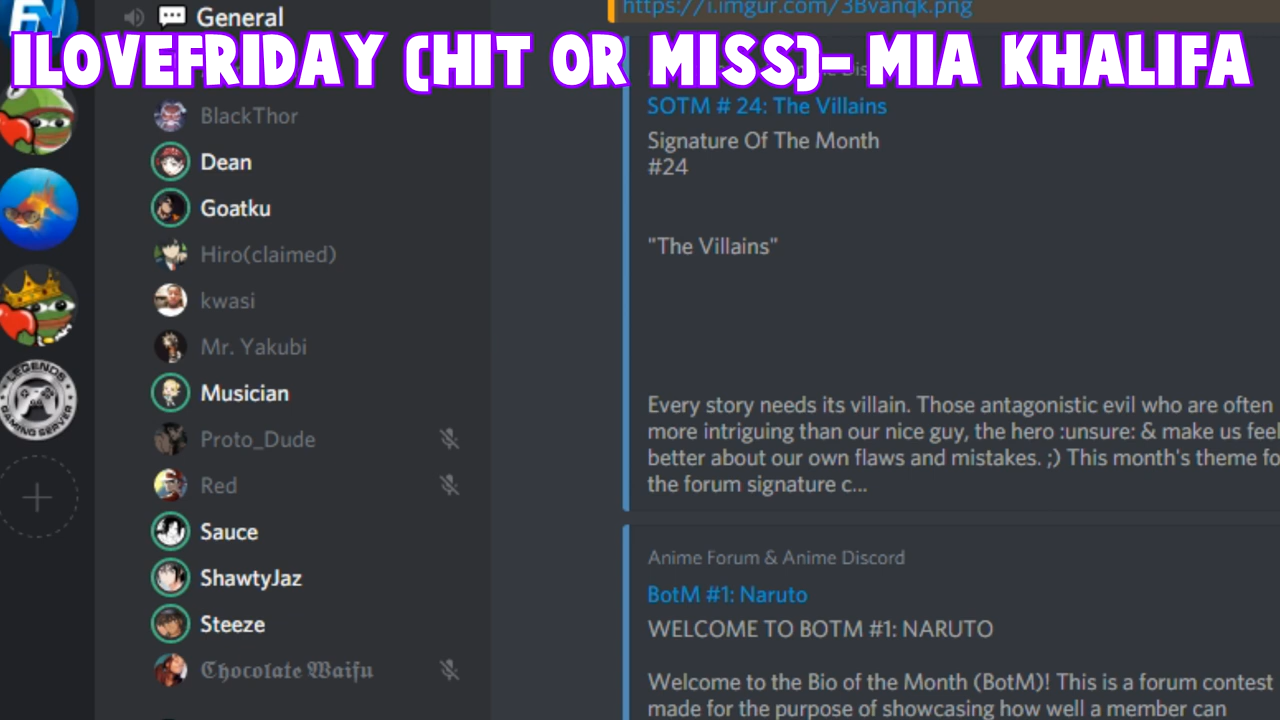 General
https://i.imgur.com/3Bvanqk.png
ILOVEFRIDAY (HIT OR MISS)- MIA KHALIFA
BlackThor
Dean
Goatku
Hiro(claimed)
kwasi
Mr. Yakubi
Musician
Proto_Dude
Red
Sauce
ShawtyJaz
Steeze
𝕮𝖍𝖔𝖈𝖔𝖑𝖆𝖙𝖊 𝖂𝖆𝖎𝖋𝖚
LEGENDS
GAMING SERVER
SOTM # 24: The Villains
Signature Of The Month
#24
"The Villains"
Every story needs its villain. Those antagonistic evil who are often
more intriguing than our nice guy, the hero :unsure: & make us feel
better about our own flaws and mistakes. ;) This month's theme fo
the forum signature c...
Anime Forum & Anime Discord
BotM #1: Naruto
WELCOME TO BOTM #1: NARUTO
Welcome to the Bio of the Month (BotM)! This is a forum contest
made for the purpose of showcasing how well a member can